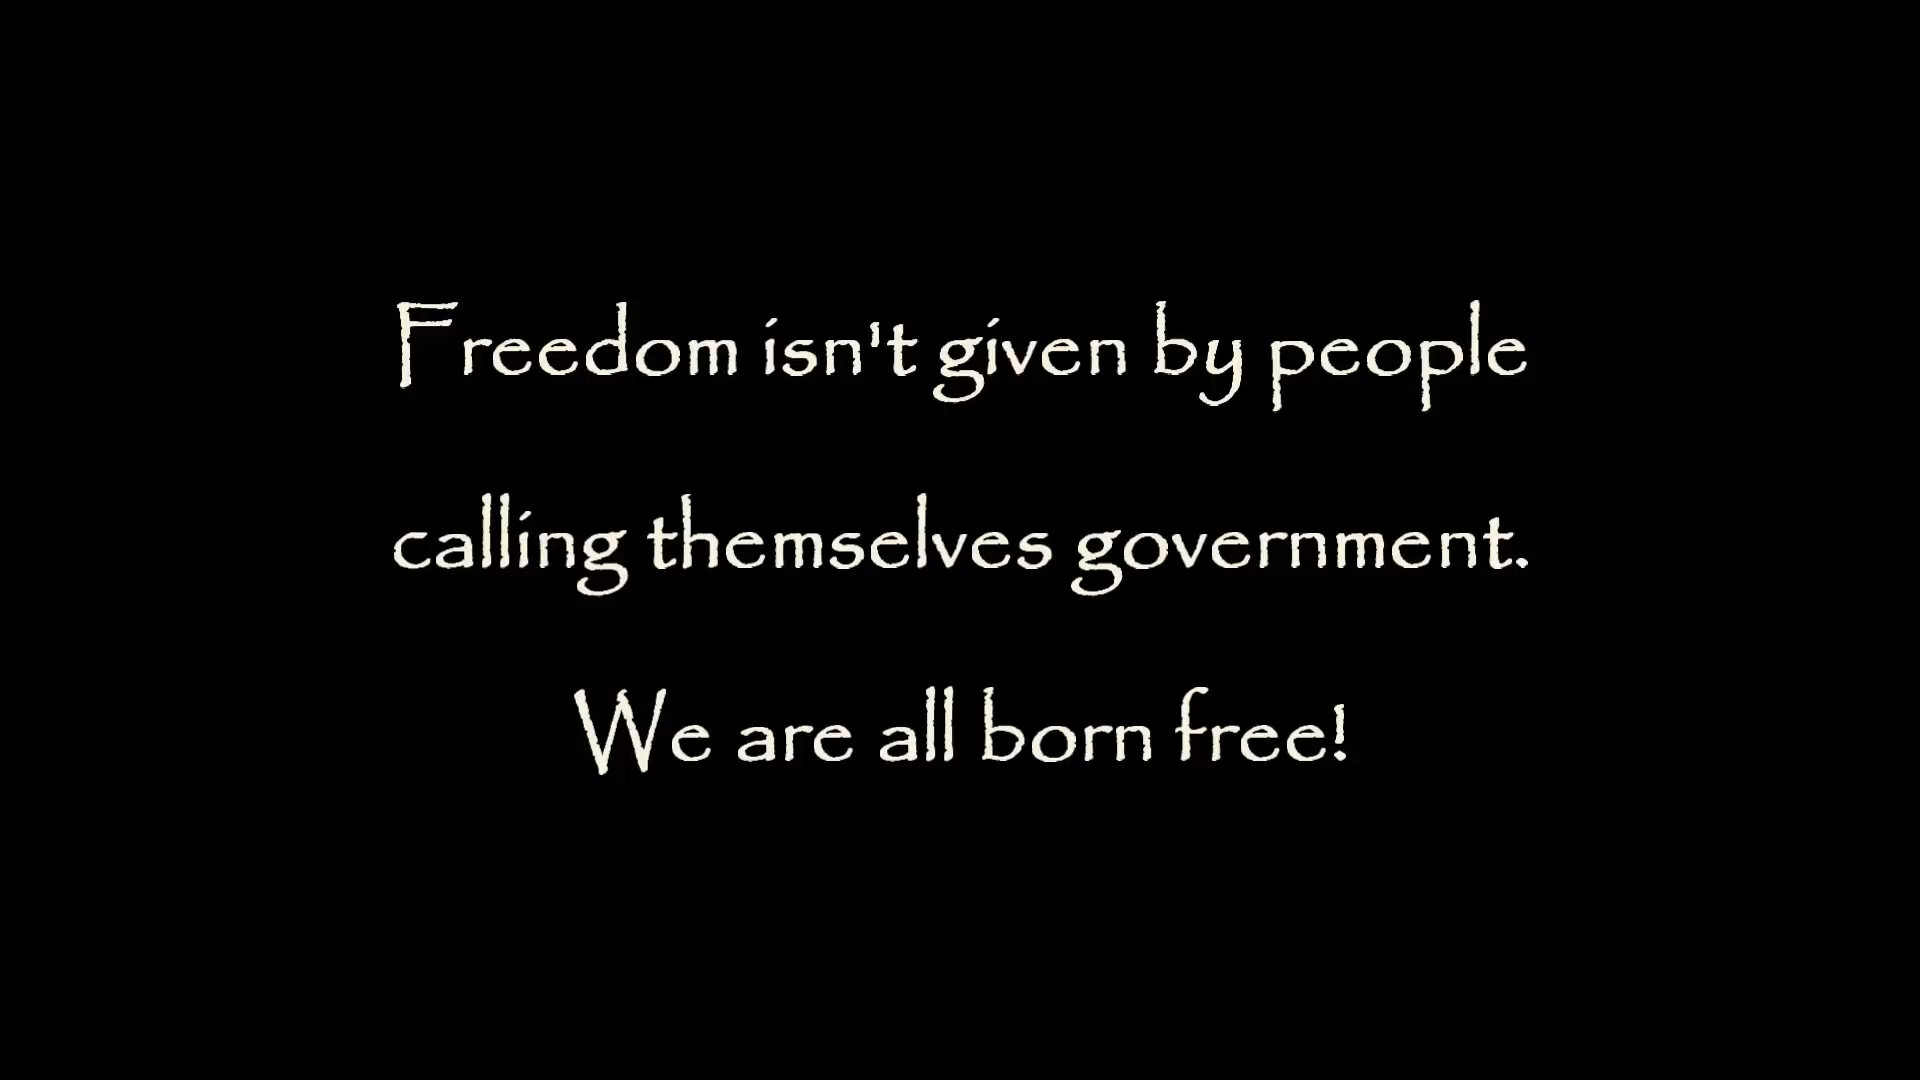 Freedom isn't given by people
calling themselves government.
We are all born free!